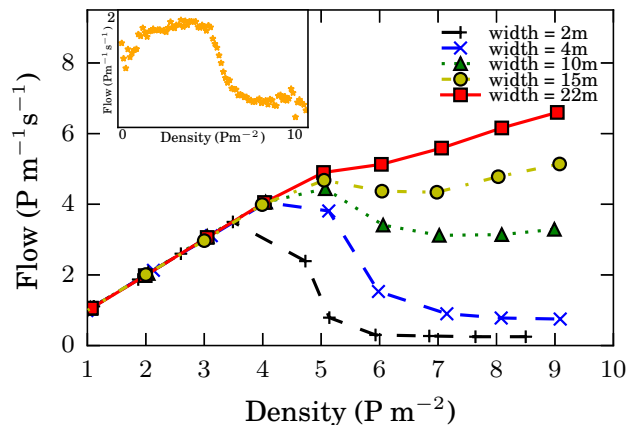 Flow (P m⁻¹s⁻¹)
8
6
4
2
0
1 2 3 4 5 6 7 8 9 10
Density (P m⁻²)
width = 2m
width = 4m
width = 10m
width = 15m
width = 22m
Flow (Pm⁻¹s⁻¹)
2
0 10
Density(Pm⁻²)